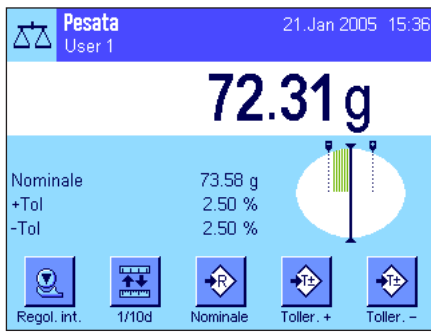 Pesata 21.Jan 2005 15:36
User 1
72.31 g
Nominale 73.58 g
+Tol 2.50 %
-Tol 2.50 %
R T± T±
Regol. int. 1/10d Nominale Toller. + Toller. −